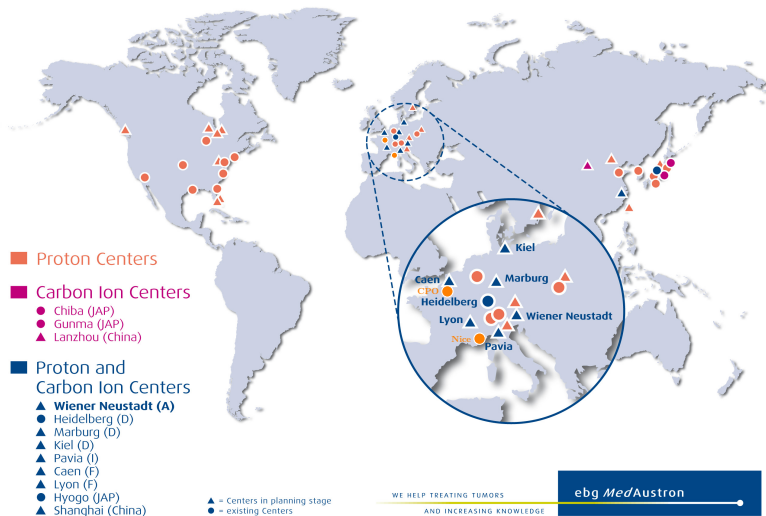 Proton Centers
Carbon Ion Centers
Chiba (JAP)
Gunma (JAP)
Lanzhou (China)
Proton and
Carbon Ion Centers
Wiener Neustadt (A)
Heidelberg (D)
Marburg (D)
Kiel (D)
Pavia (I)
Caen (F)
Lyon (F)
Hyogo (JAP)
Shanghai (China)
Kiel
Caen
Marburg
CPO
Heidelberg
Lyon
Wiener Neustadt
Nice
Pavia
= Centers in planning stage
= existing Centers
WE HELP TREATING TUMORS
AND INCREASING KNOWLEDGE
ebg MedAustron